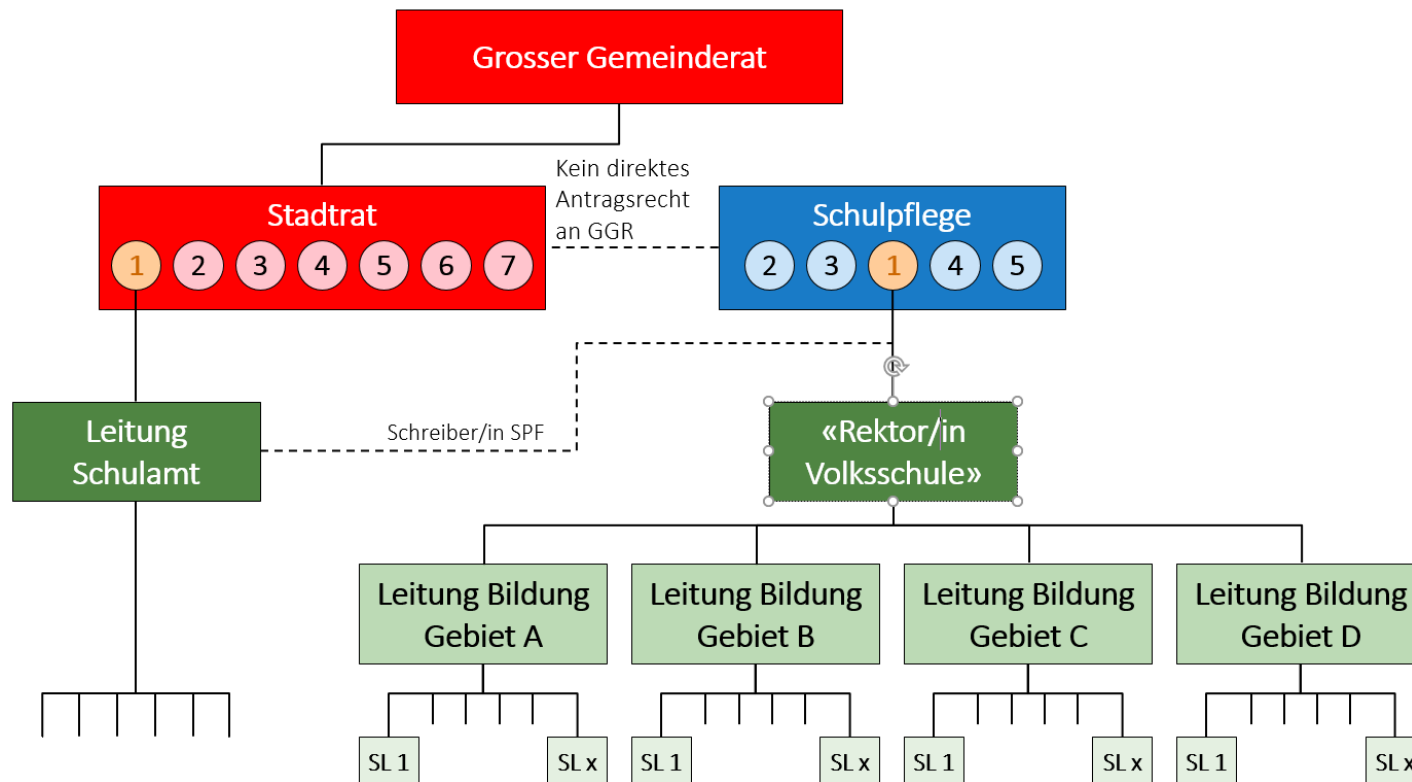 Grosser Gemeinderat
Kein direktes
Antragsrecht
an GGR
Stadtrat
1 2 3 4 5 6 7
Schulpflege
2 3 1 4 5
Leitung
Schulamt
Schreiber/in SPF
«Rektor/in
Volksschule»
Leitung Bildung
Gebiet A
Leitung Bildung
Gebiet B
Leitung Bildung
Gebiet C
Leitung Bildung
Gebiet D
SL 1
SL x
SL 1
SL x
SL 1
SL x
SL 1
SL x